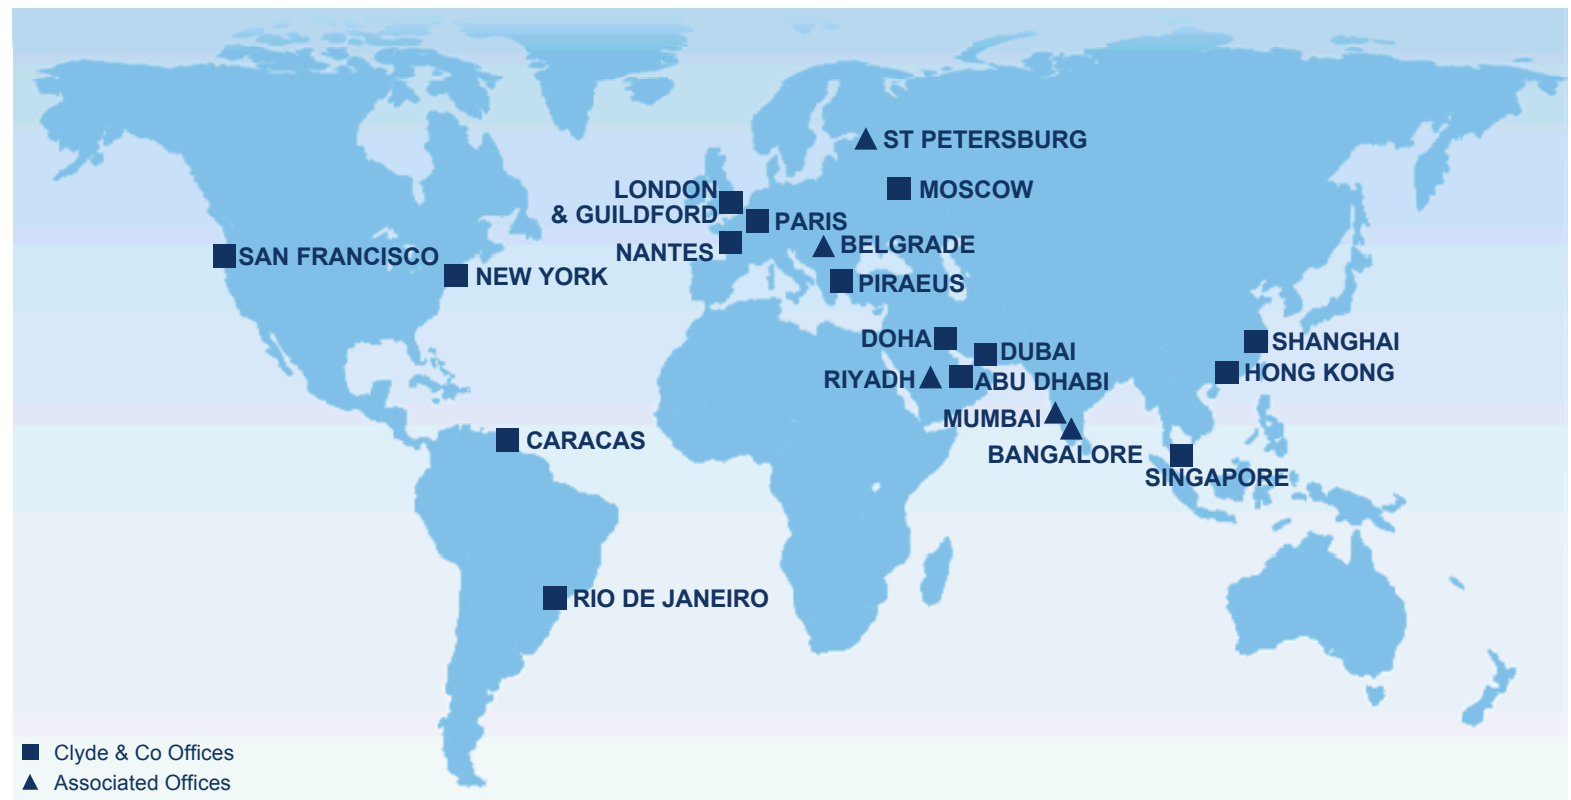 ST PETERSBURG
MOSCOW
LONDON
& GUILDFORD
PARIS
NANTES
BELGRADE
SAN FRANCISCO
NEW YORK
PIRAEUS
DOHA
DUBAI
SHANGHAI
RIYADH
ABU DHABI
HONG KONG
MUMBAI
CARACAS
BANGALORE
SINGAPORE
RIO DE JANEIRO
Clyde & Co Offices
Associated Offices